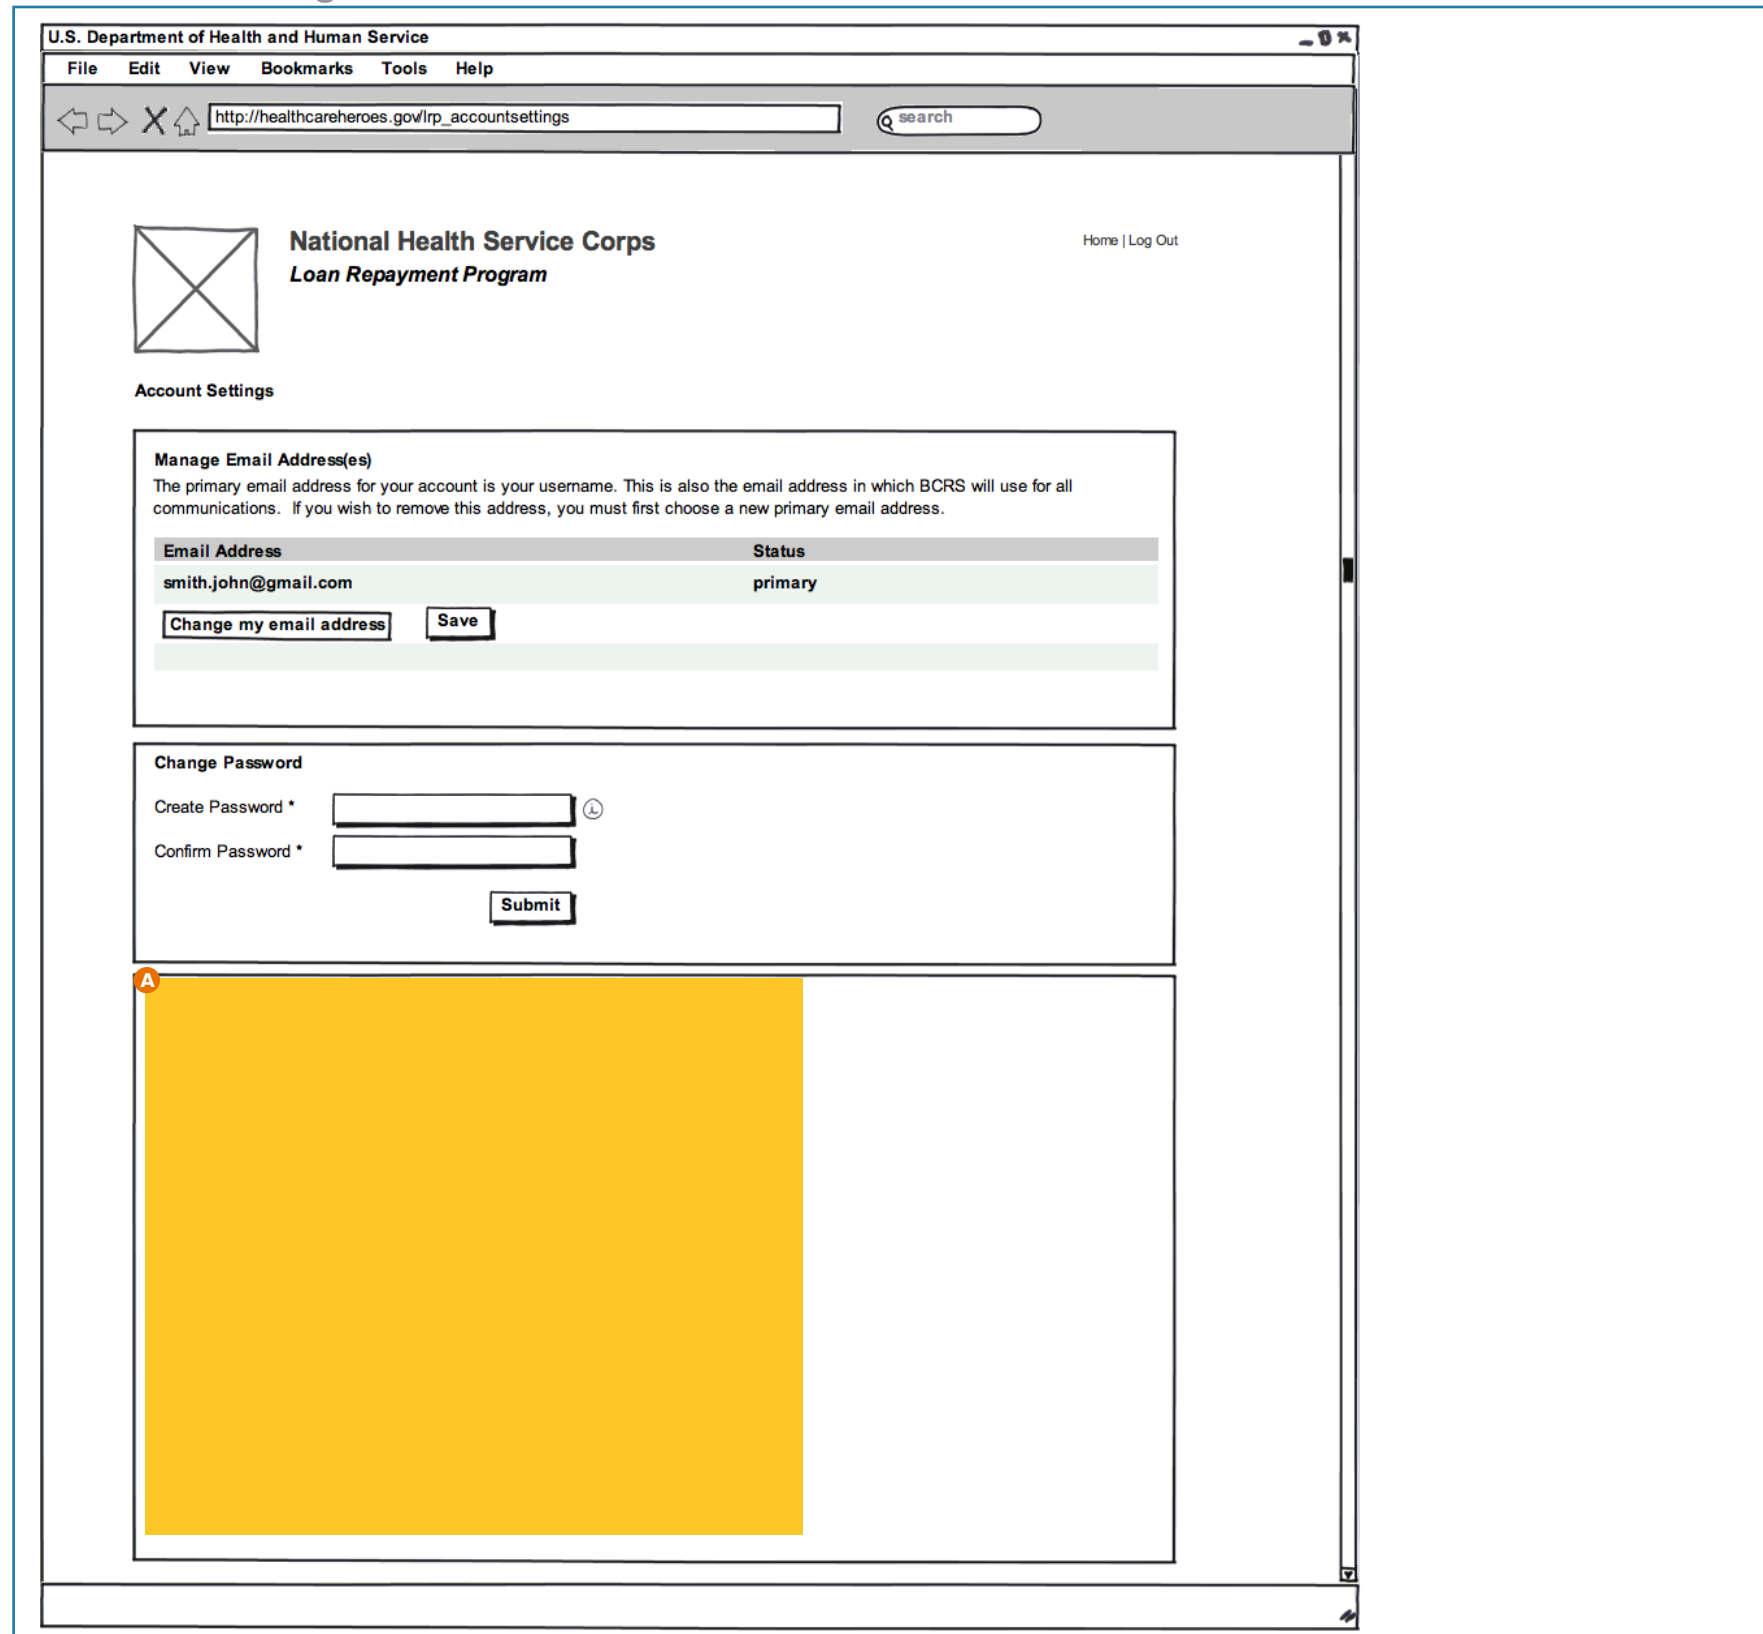 U.S. Department of Health and Human Service
File Edit View Bookmarks Tools Help
http://healthcareheroes.gov/lrp_accountsettings
search
National Health Service Corps
Home | Log Out
Loan Repayment Program
Account Settings
Manage Email Address(es)
The primary email address for your account is your username. This is also the email address in which BCRS will use for all
communications. If you wish to remove this address, you must first choose a new primary email address.
Email Address Status
smith.john@gmail.com primary
Change my email address Save
Change Password
Create Password *
Confirm Password *
Submit
A